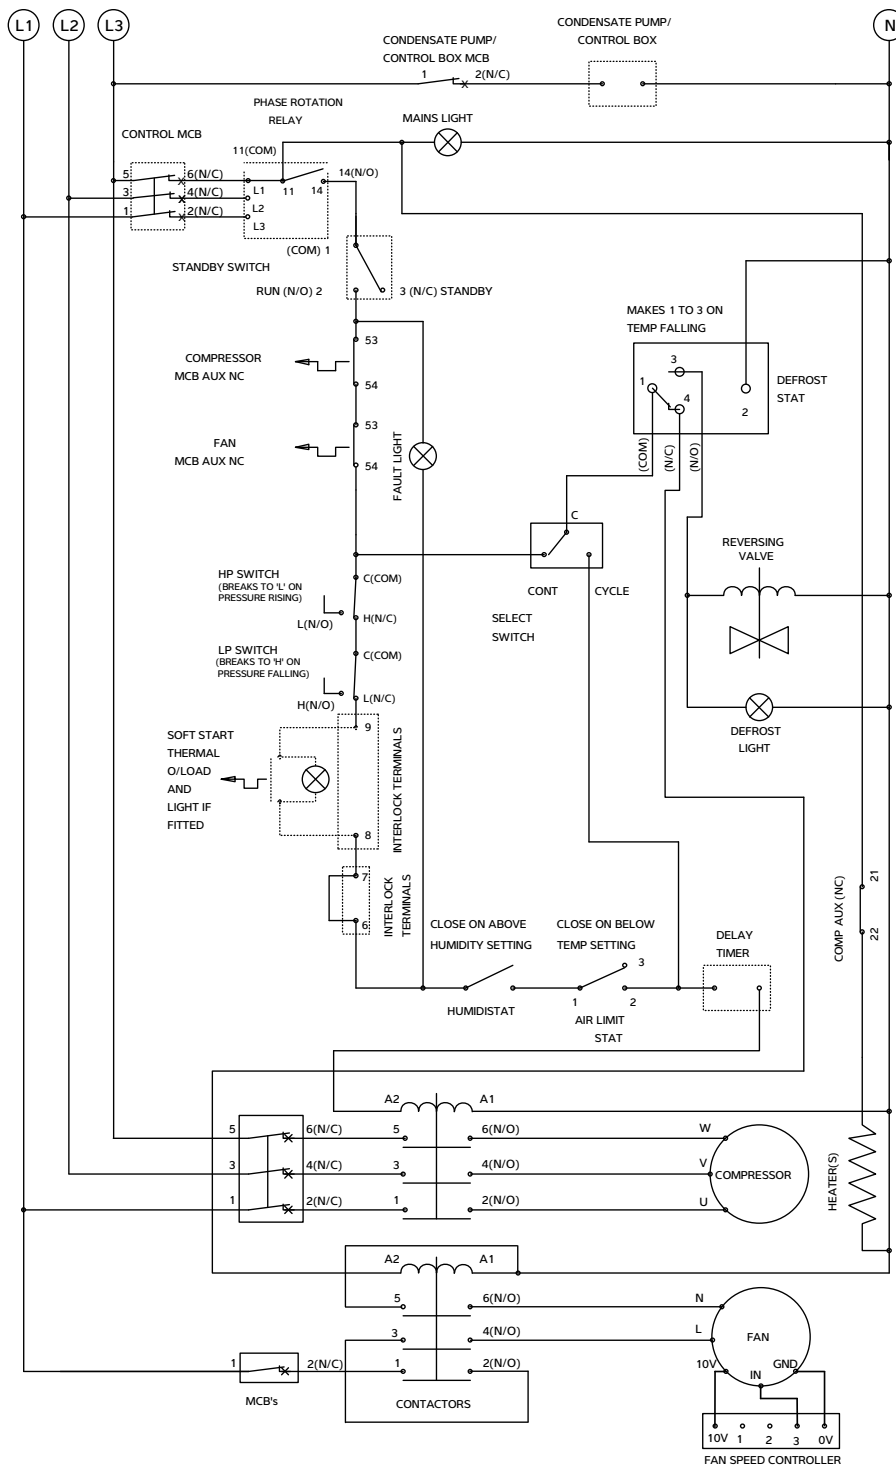 L1
L2
L3
N
CONDENSATE PUMP/
CONTROL BOX MCB
1
2(N/C)
CONDENSATE PUMP/
CONTROL BOX
PHASE ROTATION
RELAY
MAINS LIGHT
CONTROL MCB
11(COM)
5
6(N/C)
14(N/O)
3
4(N/C)
L1
11
14
1
2(N/C)
L2
L3
(COM) 1
STANDBY SWITCH
RUN (N/O) 2
3 (N/C) STANDBY
MAKES 1 TO 3 ON
TEMP FALLING
53
COMPRESSOR
MCB AUX NC
54
3
1
4
2
DEFROST
STAT
53
FAN
MCB AUX NC
54
FAULT LIGHT
(COM)
(N/C)
(N/O)
C
CONT
CYCLE
SELECT
SWITCH
REVERSING
VALVE
HP SWITCH
(BREAKS TO 'L' ON
PRESSURE RISING)
C(COM)
L(N/O)
H(N/C)
LP SWITCH
(BREAKS TO 'H' ON
PRESSURE FALLING)
C(COM)
H(N/O)
L(N/C)
DEFROST
LIGHT
SOFT START
THERMAL
O/LOAD
AND
LIGHT IF
FITTED
9
8
INTERLOCK TERMINALS
7
6
INTERLOCK
TERMINALS
COMP AUX (NC)
21
22
CLOSE ON ABOVE
HUMIDITY SETTING
CLOSE ON BELOW
TEMP SETTING
DELAY
TIMER
3
1
2
HUMIDISTAT
AIR LIMIT
STAT
A2
A1
5
6(N/C)
5
6(N/O)
W
3
4(N/C)
3
4(N/O)
V
COMPRESSOR
1
2(N/C)
1
2(N/O)
U
HEATER(S)
A2
A1
5
6(N/O)
N
3
4(N/O)
L
FAN
1
2(N/C)
1
2(N/O)
10V
IN
GND
MCB's
CONTACTORS
10V
1
2
3
0V
FAN SPEED CONTROLLER